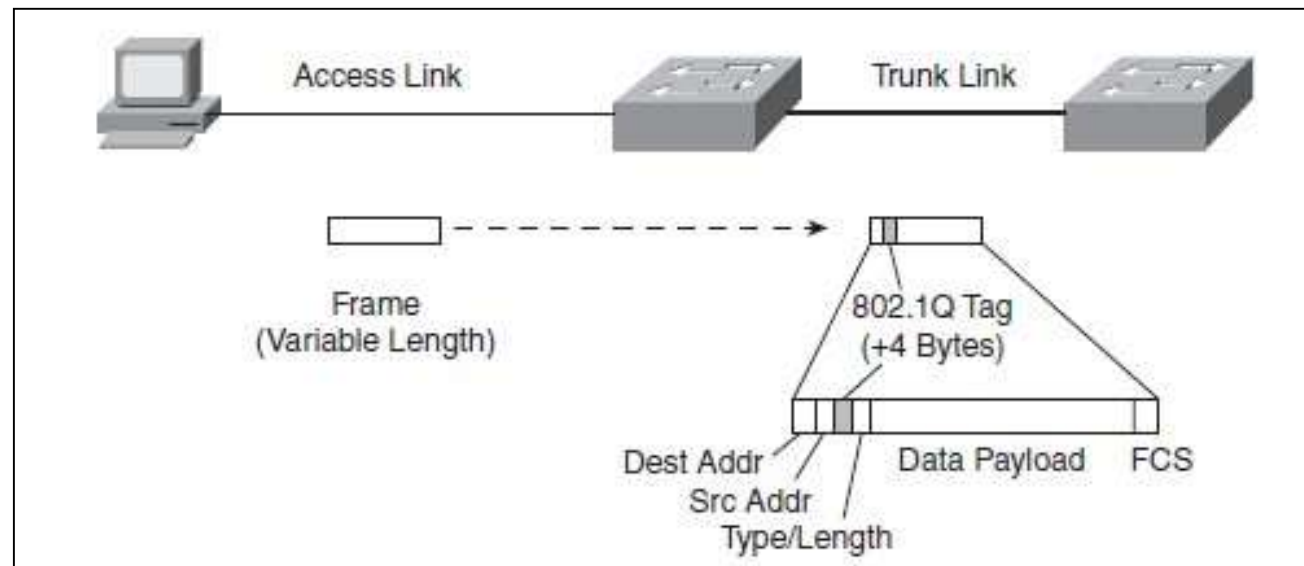 Access Link
Trunk Link
Frame
(Variable Length)
802.1Q Tag
(+4 Bytes)
Dest Addr
Src Addr
Type/Length
Data Payload
FCS